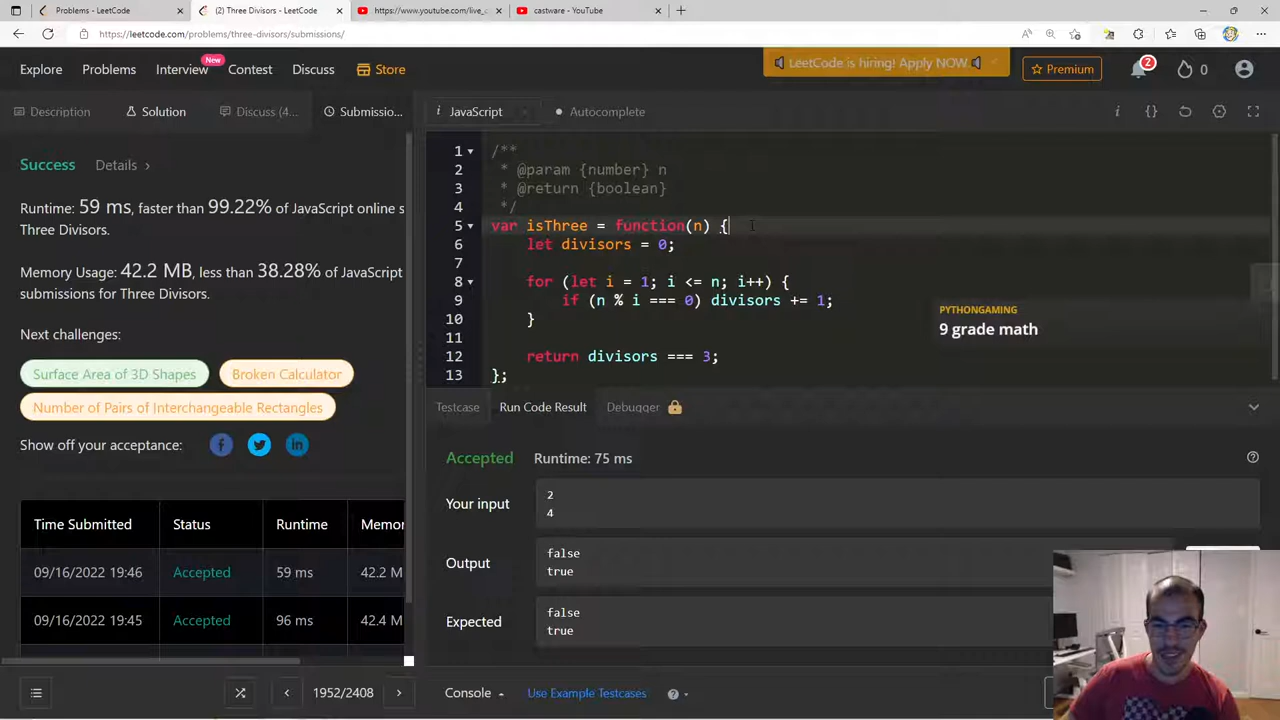 Problems - LeetCode
(2) Three Divisors - LeetCode
https://www.youtube.com/live_c
castware - YouTube
https://leetcode.com/problems/three-divisors/submissions/
Explore
Problems
Interview
New
Contest
Discuss
Store
LeetCode is hiring! Apply NOW
Premium
2
0
Description
Solution
Discuss (4...
Submissio...
i JavaScript
Autocomplete
Success
Details >
Runtime: 59 ms, faster than 99.22% of JavaScript online s
Three Divisors.
Memory Usage: 42.2 MB, less than 38.28% of JavaScript
submissions for Three Divisors.
Next challenges:
Surface Area of 3D Shapes
Broken Calculator
Number of Pairs of Interchangeable Rectangles
Show off your acceptance:
Time Submitted Status Runtime Memor
09/16/2022 19:46 Accepted 59 ms 42.2 M
09/16/2022 19:45 Accepted 96 ms 42.4 M
1952/2408
1 /**
2 * @param {number} n
3 * @return {boolean}
4 */
5 var isThree = function(n) {
6 let divisors = 0;
7
8 for (let i = 1; i <= n; i++) {
9 if (n % i === 0) divisors += 1;
10 }
11
12 return divisors === 3;
13 };
PYTHONGAMING
9 grade math
Testcase
Run Code Result
Debugger
Accepted
Runtime: 75 ms
Your input
2
4
Output
false
true
Expected
false
true
Console
Use Example Testcases